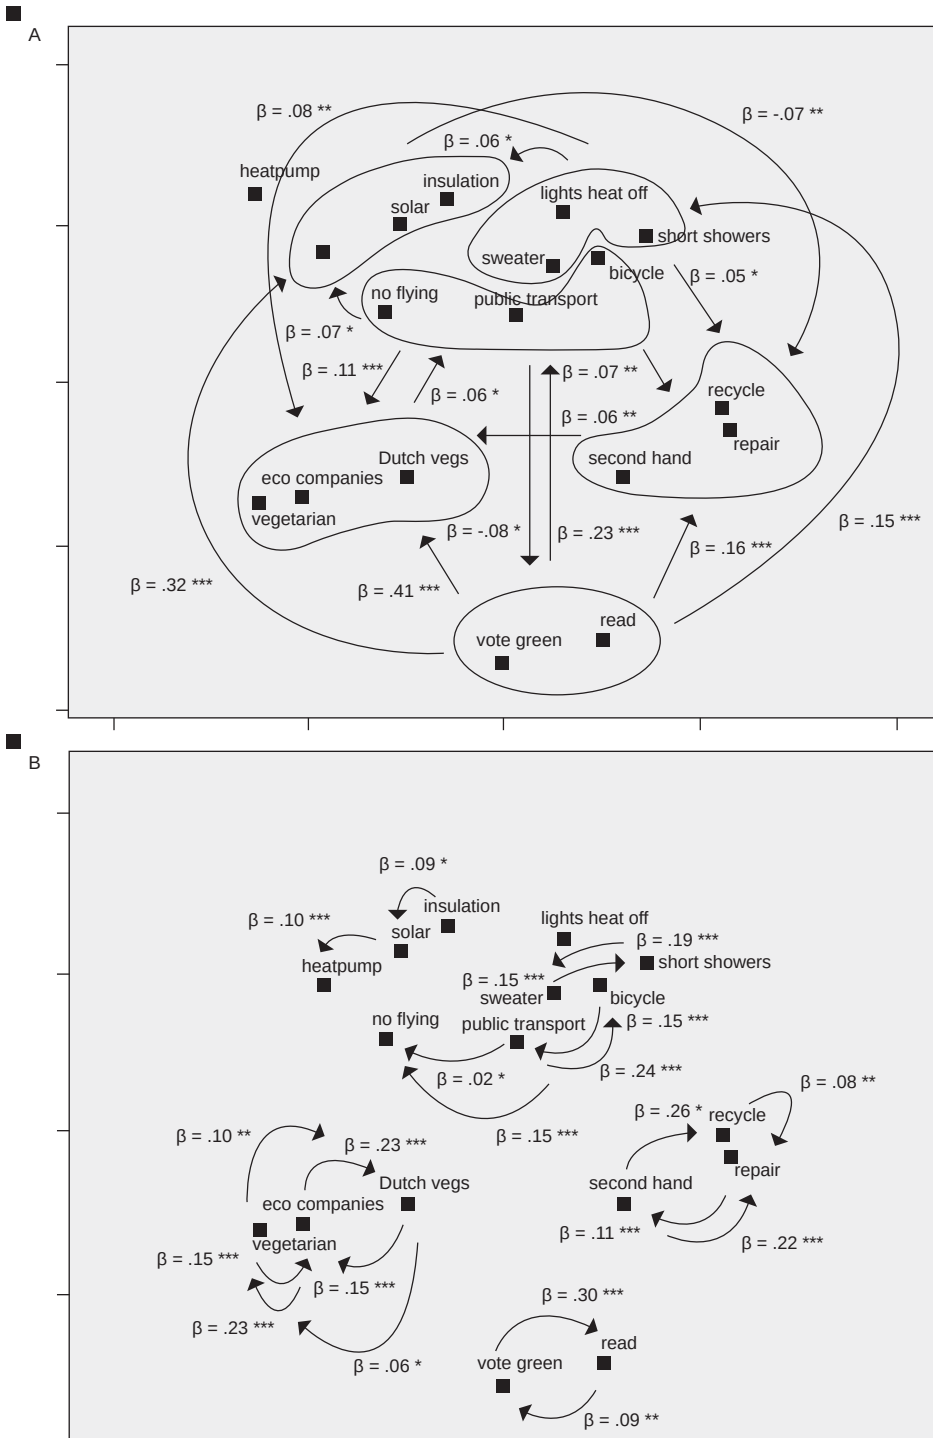 A
β = .08 **
β = -.07 **
β = .06 *
heatpump
insulation
lights heat off
solar
short showers
sweater
bicycle
β = .05 *
no flying
public transport
β = .07 *
β = .11 ***
β = .07 **
β = .06 *
recycle
β = .06 **
repair
Dutch vegs
second hand
eco companies
vegetarian
β = -.08 *
β = .23 ***
β = .15 ***
β = .16 ***
β = .32 ***
β = .41 ***
read
vote green
B
β = .09 *
insulation
β = .10 ***
lights heat off
solar
β = .19 ***
heatpump
short showers
β = .15 ***
sweater
bicycle
no flying
public transport
β = .15 ***
β = .24 ***
β = .02 *
β = .08 **
β = .26 *
recycle
β = .10 **
β = .15 ***
β = .23 ***
repair
Dutch vegs
second hand
eco companies
β = .11 ***
vegetarian
β = .22 ***
β = .15 ***
β = .15 ***
β = .30 ***
β = .23 ***
read
β = .06 *
vote green
β = .09 **